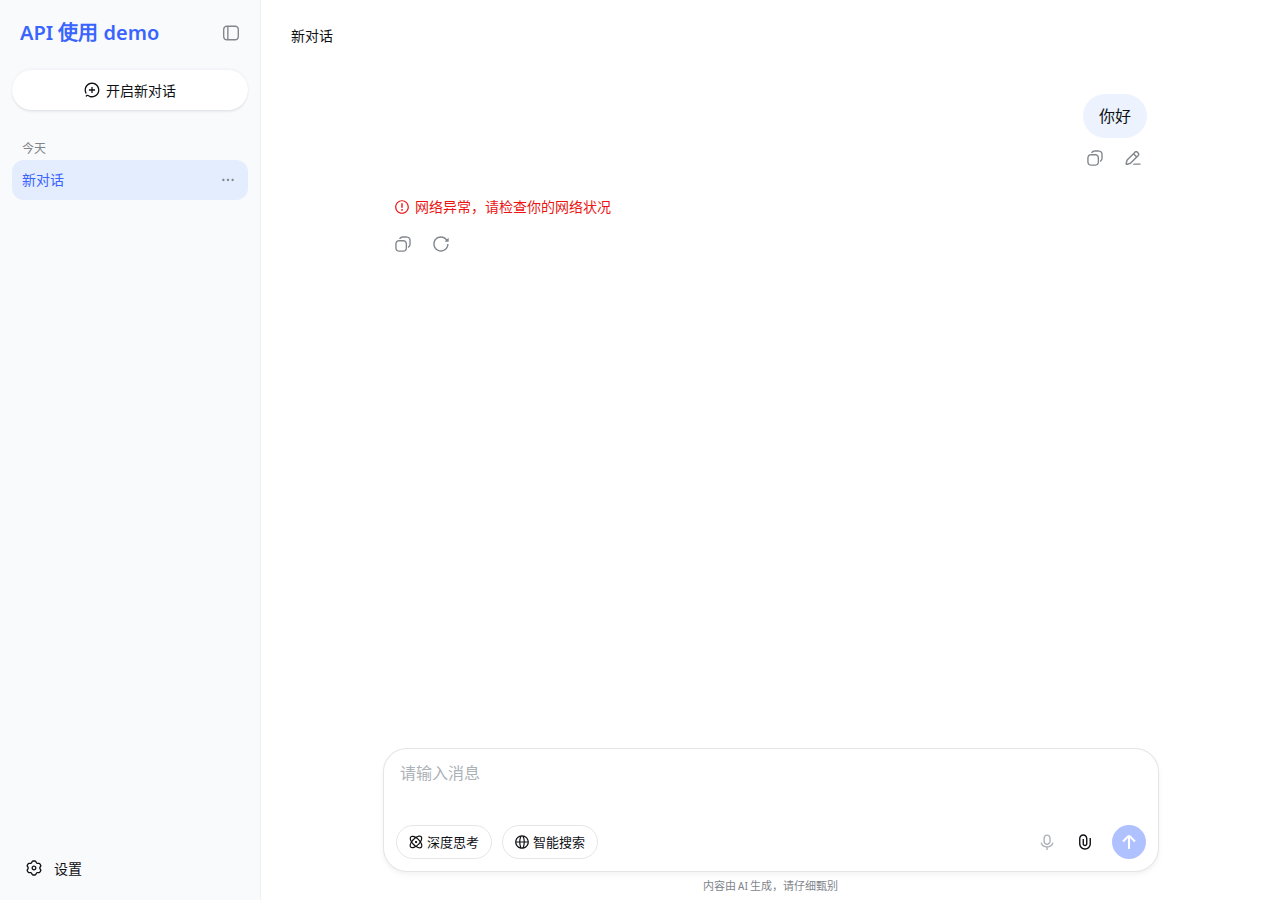 API 使用 demo
开启新对话
今天
新对话
设置
新对话
你好
网络异常，请检查你的网络状况
请输入消息
深度思考
智能搜索
内容由 AI 生成，请仔细甄别